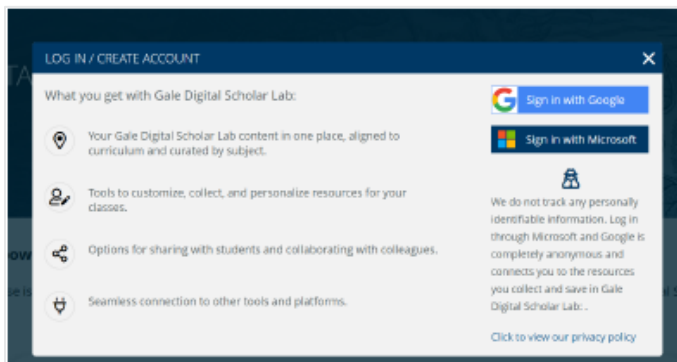 LOG IN / CREATE ACCOUNT
What you get with Gale Digital Scholar Lab:
Your Gale Digital Scholar Lab content in one place, aligned to
curriculum and curated by subject.
Tools to customize, collect, and personalize resources for your
classes.
Options for sharing with students and collaborating with colleagues.
Seamless connection to other tools and platforms.
Sign in with Google
Sign in with Microsoft
We do not track any personally
identifiable information. Log in
through Microsoft and Google is
completely anonymous and
connects you to the resources
you collect and save in Gale
Digital Scholar Lab: .
Click to view our privacy policy